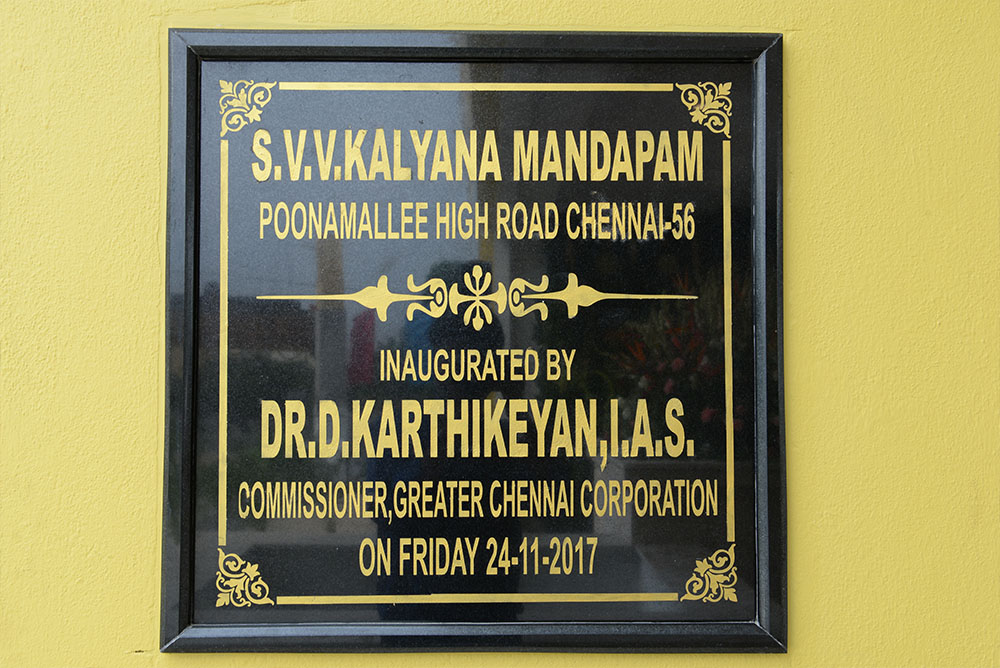 S.V.V.KALYANA MANDAPAM
POONAMALLEE HIGH ROAD CHENNAI-56
INAUGURATED BY
DR.D.KARTHIKEYAN,I.A.S.
COMMISSIONER,GREATER CHENNAI CORPORATION
ON FRIDAY 24-11-2017